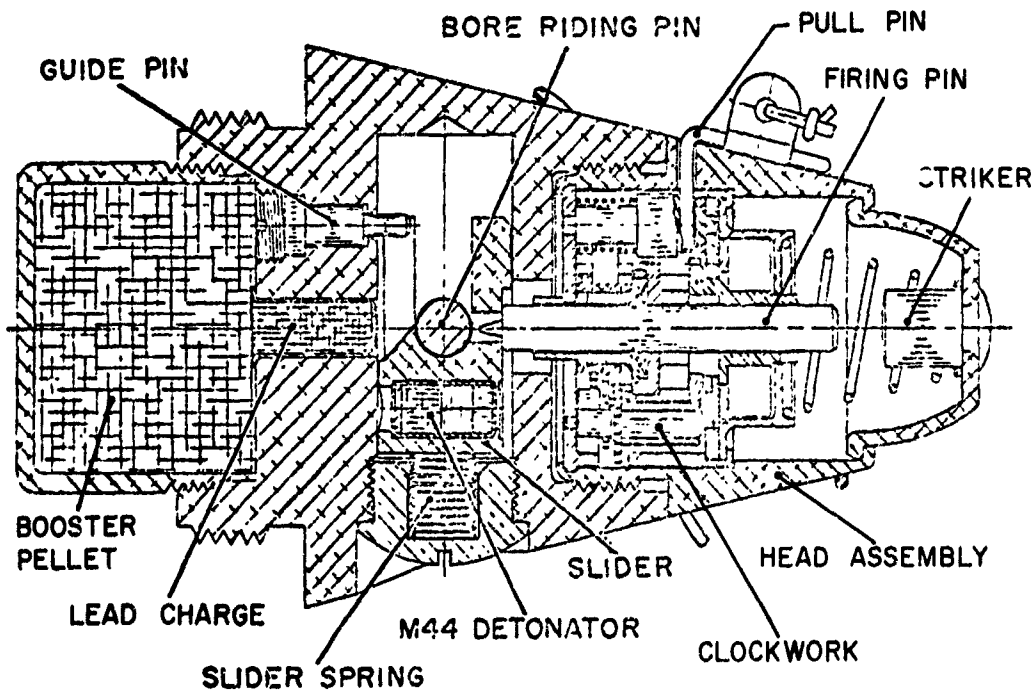 BORE RIDING PIN
PULL PIN
GUIDE PIN
FIRING PIN
STRIKER
BOOSTER
PELLET
SLIDER
HEAD ASSEMBLY
LEAD CHARGE
M44 DETONATOR
CLOCKWORK
SLIDER SPRING